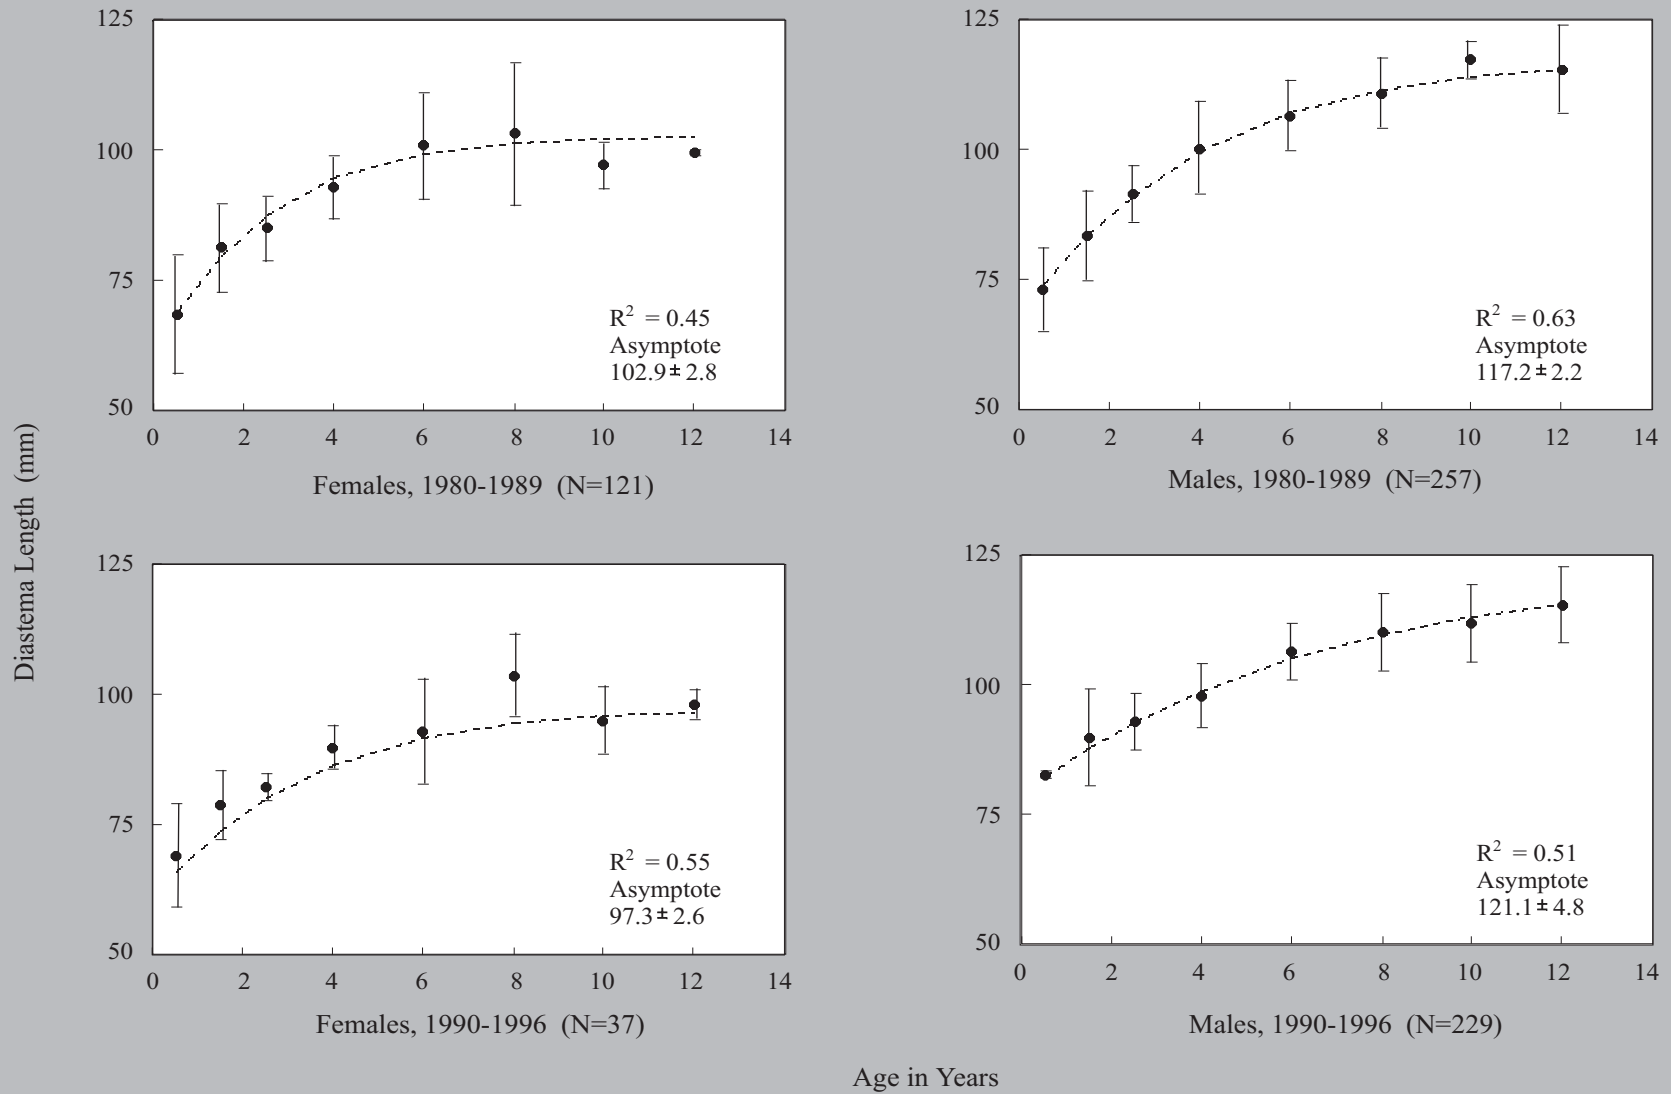 Diastema Length (mm)
125
100
75
50
R² = 0.45
Asymptote
102.9 ± 2.8
0 2 4 6 8 10 12 14
Females, 1980-1989 (N=121)
125
100
75
50
R² = 0.63
Asymptote
117.2 ± 2.2
0 2 4 6 8 10 12 14
Males, 1980-1989 (N=257)
125
100
75
50
R² = 0.55
Asymptote
97.3 ± 2.6
0 2 4 6 8 10 12 14
Females, 1990-1996 (N=37)
125
100
75
50
R² = 0.51
Asymptote
121.1 ± 4.8
0 2 4 6 8 10 12 14
Males, 1990-1996 (N=229)
Age in Years